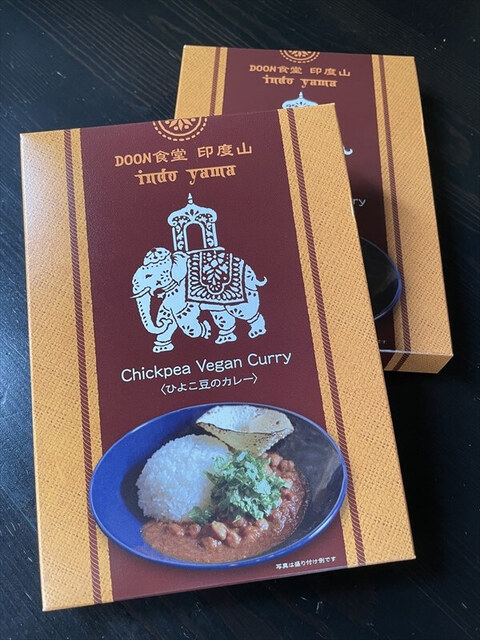 DOON食堂 印度山
indo yama
Chickpea Vegan Curry
〈ひよこ豆のカレー〉
写真は盛り付け例です
DOON食堂 印度山
indo yama
ry